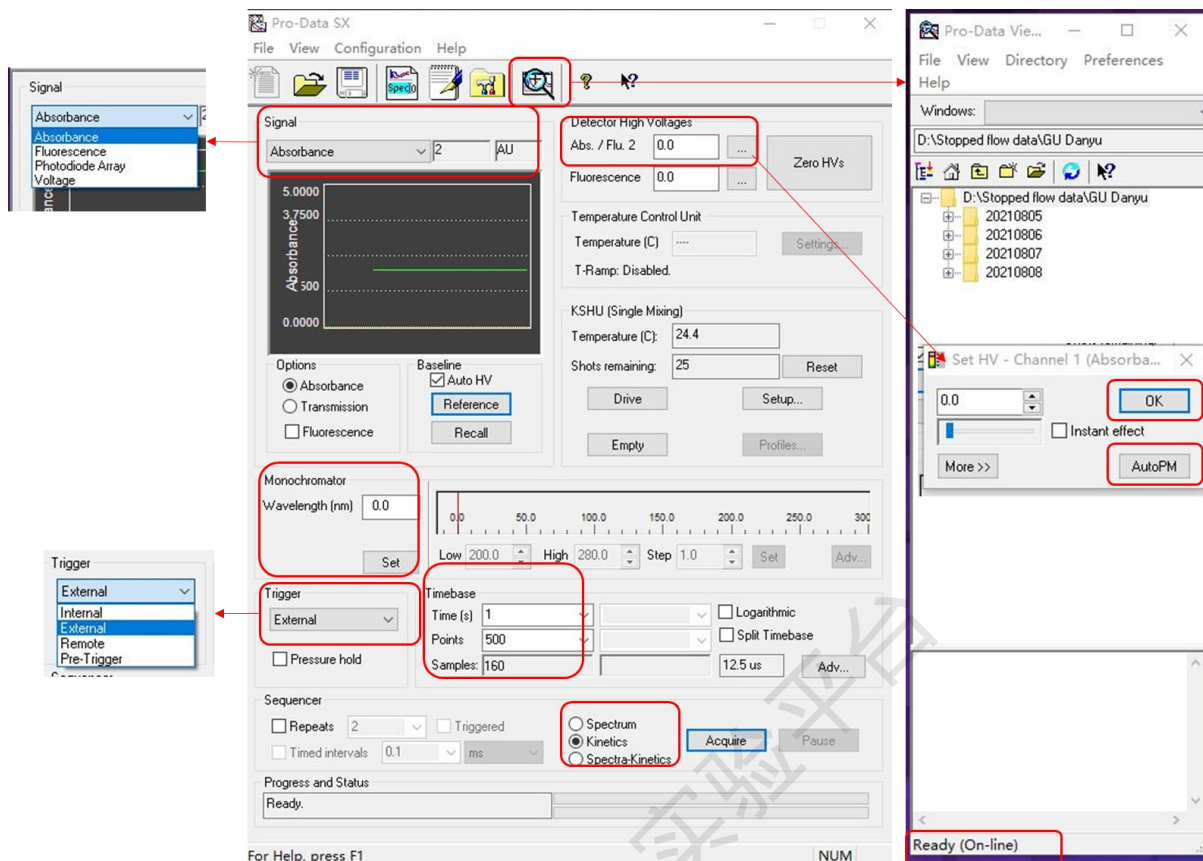 Signal
Absorbance
Absorbance
Fluorescence
Photodiode Array
Voltage
Trigger
External
Internal
External
Remote
Pre-Trigger
Pro-Data SX
File View Configuration Help
Specto
Signal
Absorbance 2 AU
5.0000
3.7500
Absorbance
0.0000
Options
Absorbance
Transmission
Fluorescence
Baseline
Auto HV
Reference
Recall
Detector High Voltages
Abs. / Flu. 2 0.0 ...
Fluorescence 0.0 ...
Zero HVs
Temperature Control Unit
Temperature (C) ---- Settings...
T-Ramp: Disabled.
KSHU (Single Mixing)
Temperature (C): 24.4
Shots remaining: 25 Reset
Drive Setup...
Empty Profiles...
Monochromator
Wavelength (nm) 0.0
Set
0.0 50.0 100.0 150.0 200.0 250.0 300
Low 200.0 High 280.0 Step 1.0 Set Adv...
Trigger
External
Pressure hold
Timebase
Time (s) 1 Logarithmic
Points 500 Split Timebase
Samples: 160 12.5 us Adv...
Sequencer
Repeats 2 Triggered
Timed intervals 0.1 ms
Spectrum
Kinetics
Spectra-Kinetics
Acquire Pause
Progress and Status
Ready.
For Help, press F1 NUM
Pro-Data Vie...
File View Directory Preferences
Help
Windows:
D:\Stopped flow data\GU Danyu
D:\Stopped flow data\GU Danyu
20210805
20210806
20210807
20210808
Set HV - Channel 1 (Absorba...
0.0 OK
Instant effect
More >> AutoPM
Ready (On-line)
实验平台